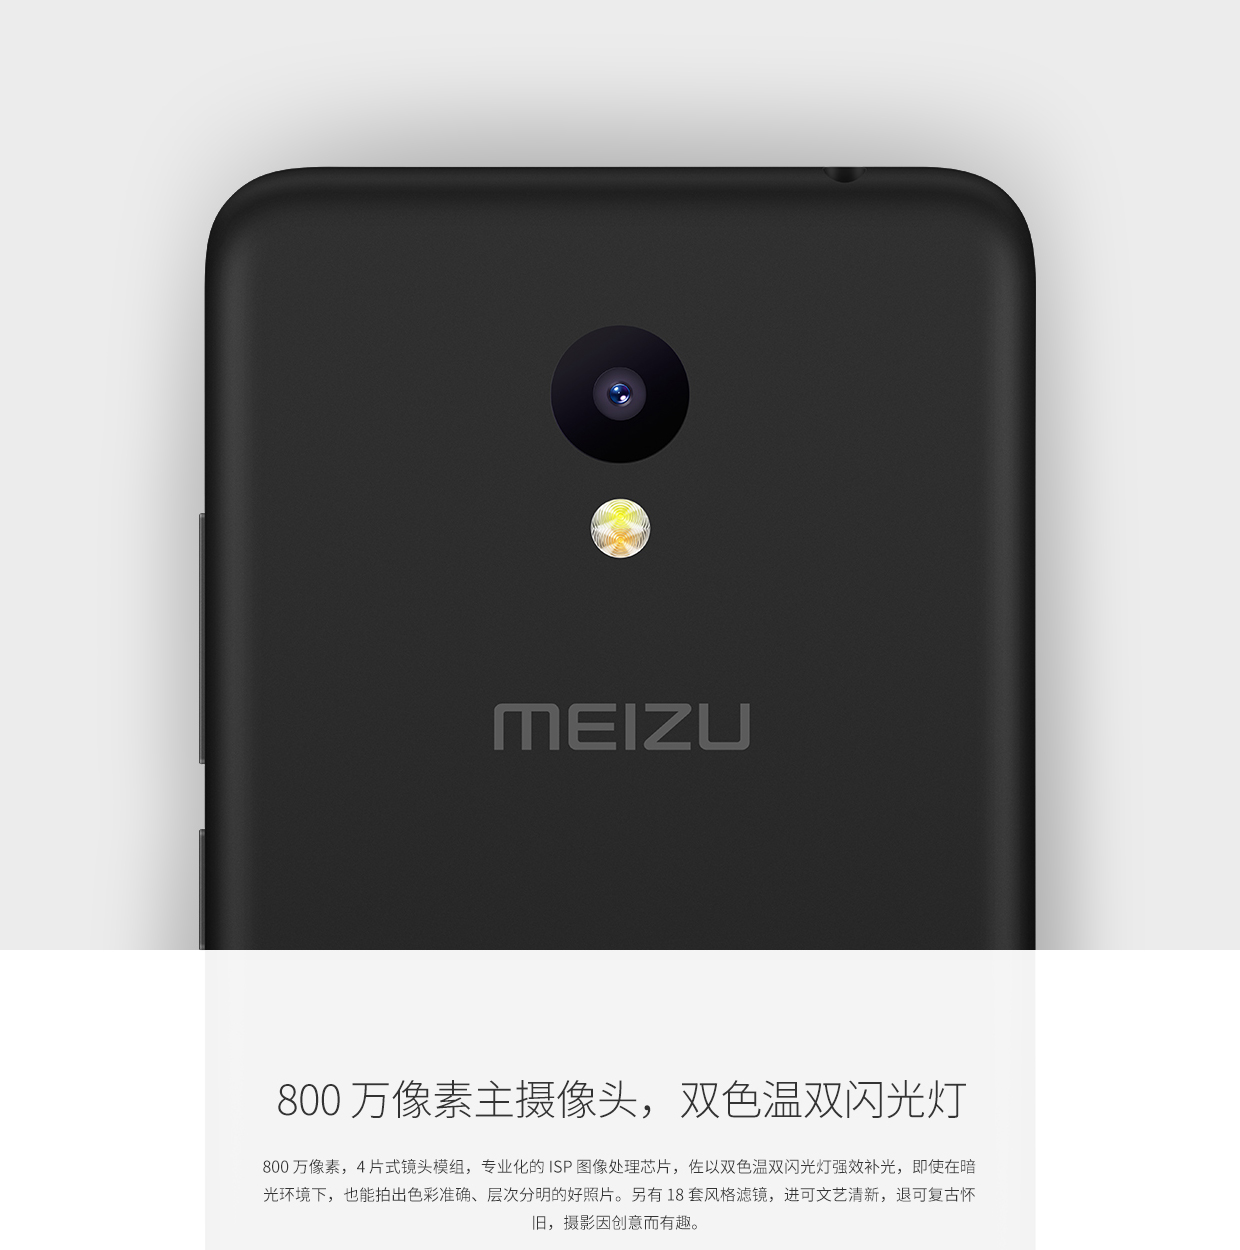 MEIZU
800 万像素主摄像头，双色温双闪光灯
800 万像素，4 片式镜头模组，专业化的 ISP 图像处理芯片，佐以双色温双闪光灯强效补光，即使在暗
光环境下，也能拍出色彩准确、层次分明的好照片。另有 18 套风格滤镜，进可文艺清新，退可复古怀
旧，摄影因创意而有趣。